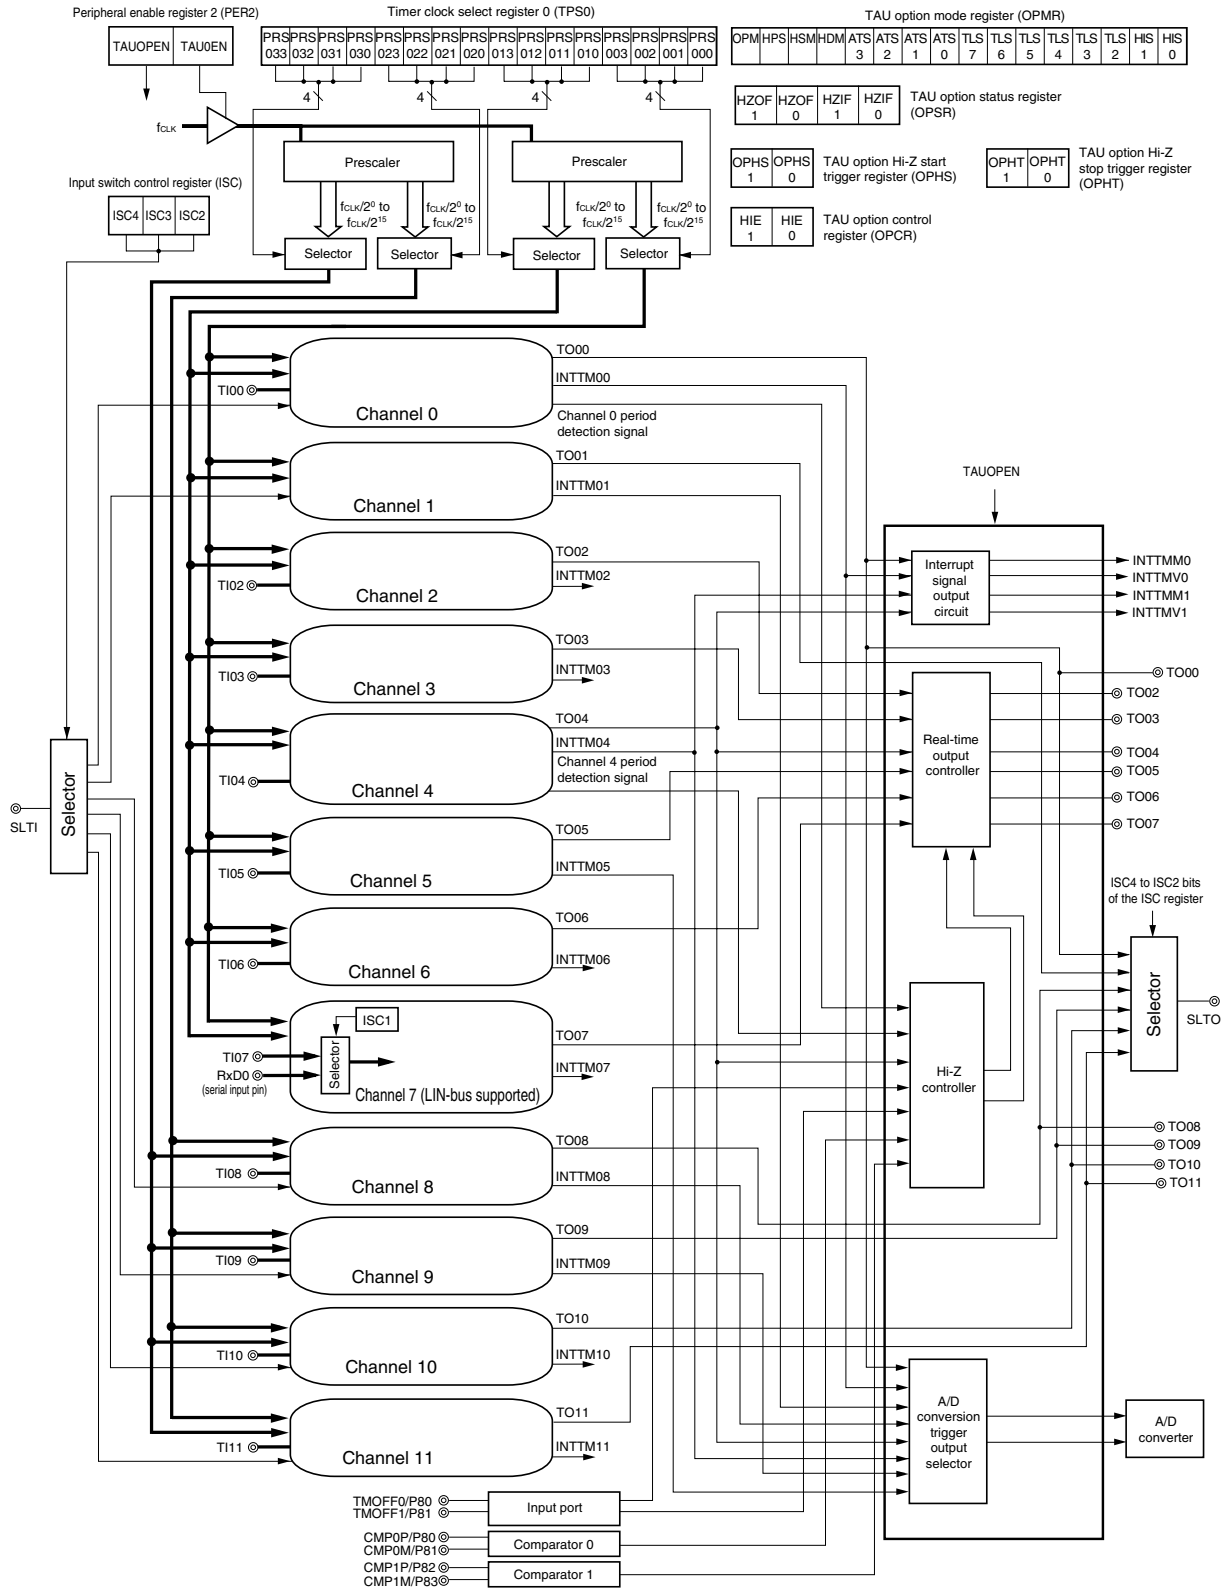 Peripheral enable register 2 (PER2)
TAUOPEN TAU0EN
Timer clock select register 0 (TPS0)
PRS PRS PRS PRS PRS PRS PRS PRS PRS PRS PRS PRS PRS PRS PRS PRS
033 032 031 030 023 022 021 020 013 012 011 010 003 002 001 000
4 4 4 4
TAU option mode register (OPMR)
OPM HPS HSM HDM ATS ATS ATS ATS TLS TLS TLS TLS TLS TLS HIS HIS
3 2 1 0 7 6 5 4 3 2 1 0
HZOF HZOF HZIF HZIF
1 0 1 0
TAU option status register
(OPSR)
OPHS OPHS
1 0
TAU option Hi-Z start
trigger register (OPHS)
OPHT OPHT
1 0
TAU option Hi-Z
stop trigger register
(OPHT)
HIE HIE
1 0
TAU option control
register (OPCR)
fCLK
Prescaler
Prescaler
Input switch control register (ISC)
ISC4 ISC3 ISC2
fCLK/2⁰ to
fCLK/2¹⁵
fCLK/2⁰ to
fCLK/2¹⁵
Selector
Selector
Selector
Selector
TO00
INTTM00
TI00
Channel 0
Channel 0 period
detection signal
TO01
INTTM01
Channel 1
TO02
INTTM02
TI02
Channel 2
TO03
INTTM03
TI03
Channel 3
TO04
INTTM04
Channel 4 period
detection signal
TI04
Channel 4
TO05
INTTM05
TI05
Channel 5
TO06
INTTM06
TI06
Channel 6
ISC1
Selector
TO07
TI07
RxD0
(serial input pin)
INTTM07
Channel 7 (LIN-bus supported)
TO08
INTTM08
TI08
Channel 8
TO09
INTTM09
TI09
Channel 9
TO10
INTTM10
TI10
Channel 10
TO11
INTTM11
TI11
Channel 11
SLTI
Selector
TMOFF0/P80
TMOFF1/P81
Input port
CMP0P/P80
CMP0M/P81
Comparator 0
CMP1P/P82
CMP1M/P83
Comparator 1
TAUOPEN
Interrupt
signal
output
circuit
INTTMM0
INTTMV0
INTTMM1
INTTMV1
TO00
TO02
TO03
TO04
TO05
TO06
TO07
Real-time
output
controller
ISC4 to ISC2 bits
of the ISC register
Selector
SLTO
Hi-Z
controller
TO08
TO09
TO10
TO11
A/D
conversion
trigger
output
selector
A/D
converter